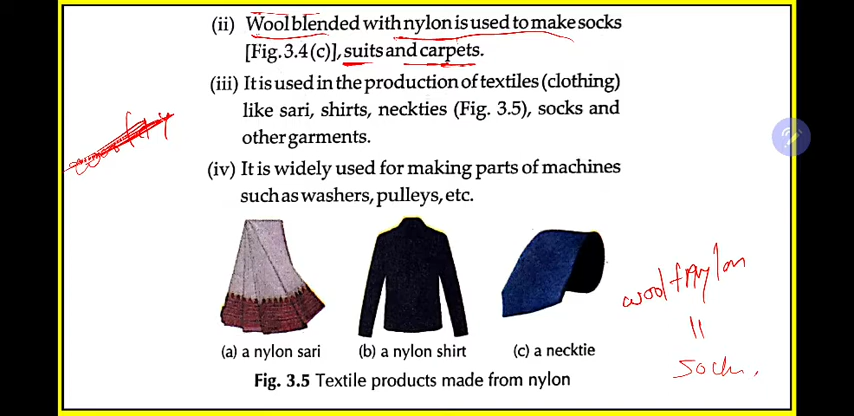 (ii) Wool blended with nylon is used to make socks
[Fig. 3.4 (c)], suits and carpets.
(iii) It is used in the production of textiles (clothing)
like sari, shirts, neckties (Fig. 3.5), socks and
other garments.
(iv) It is widely used for making parts of machines
such as washers, pulleys, etc.
wool + nylon
=
(a) a nylon sari (b) a nylon shirt (c) a necktie
Fig. 3.5 Textile products made from nylon